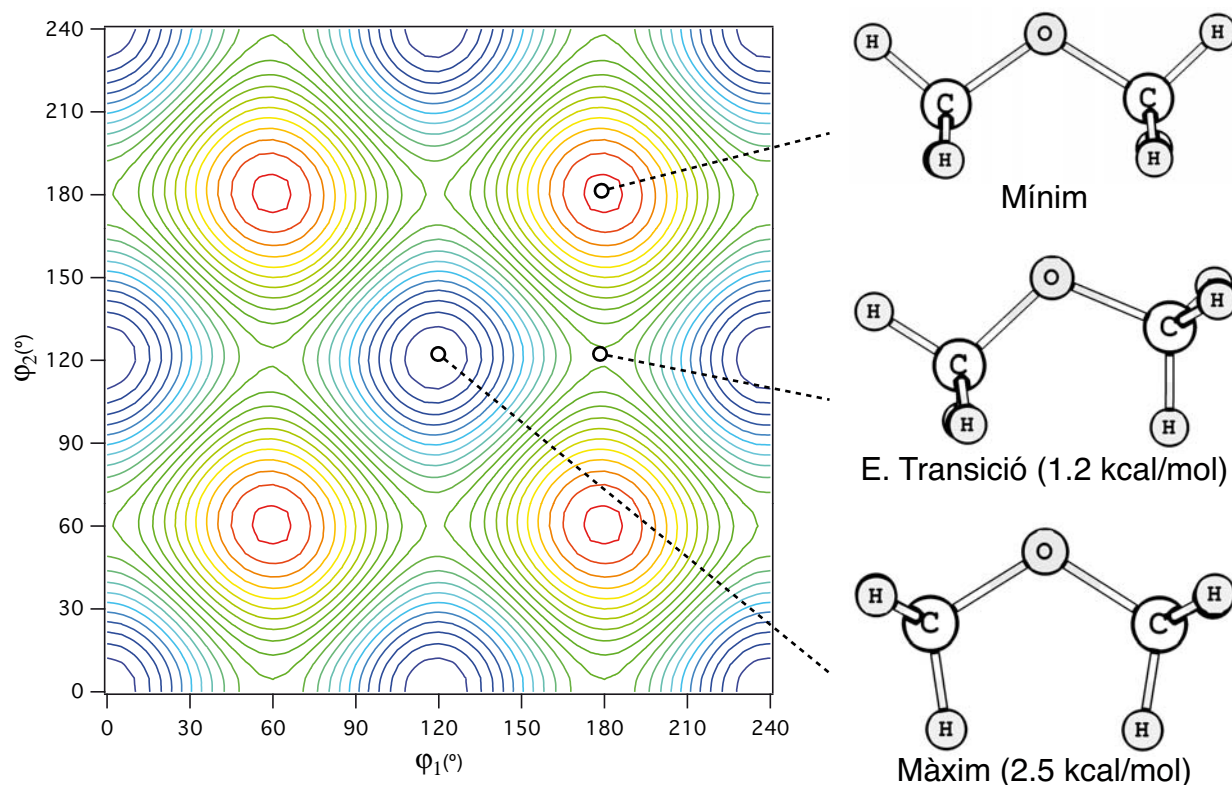 240
210
180
150
120
90
60
30
0
φ₂(º)
0 30 60 90 120 150 180 210 240
φ₁(º)
H O H
C C
H H
Mínim
O H
H C
C
H H
E. Transició (1.2 kcal/mol)
O
H H
C C
H H
Màxim (2.5 kcal/mol)